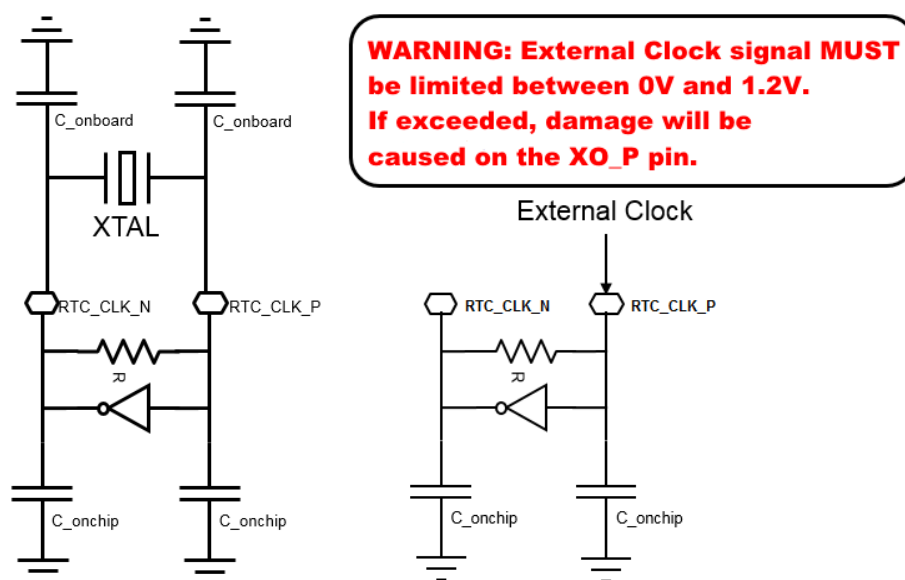 WARNING: External Clock signal MUST
be limited between 0V and 1.2V.
If exceeded, damage will be
caused on the XO_P pin.
C_onboard
C_onboard
XTAL
External Clock
RTC_CLK_N
RTC_CLK_P
RTC_CLK_N
RTC_CLK_P
R
R
C_onchip
C_onchip
C_onchip
C_onchip